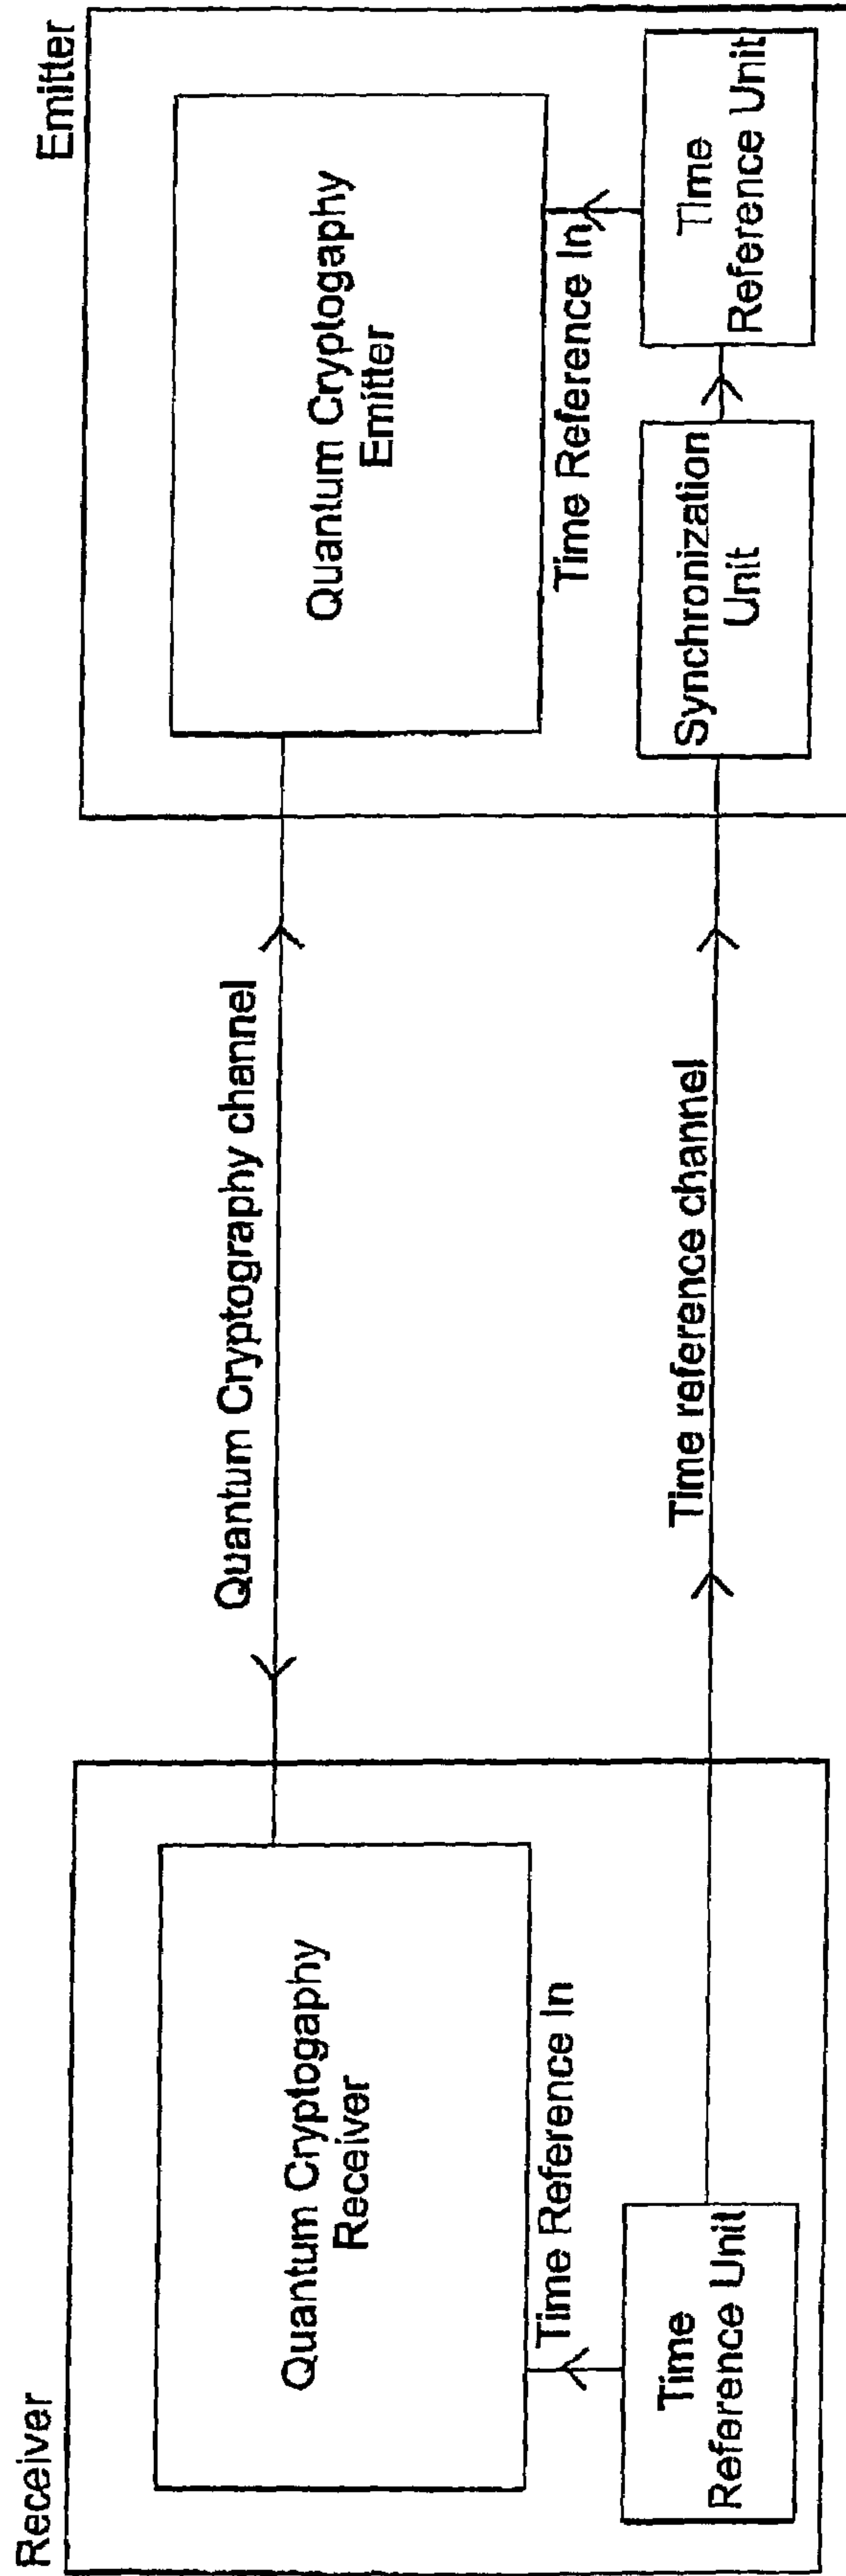 Receiver
Quantum Cryptogaphy
Receiver
Time Reference In
Time
Reference Unit
Quantum Cryptography channel
Time reference channel
Emitter
Quantum Cryptogaphy
Emitter
Time Reference In
Synchronization
Unit
Time
Reference Unit